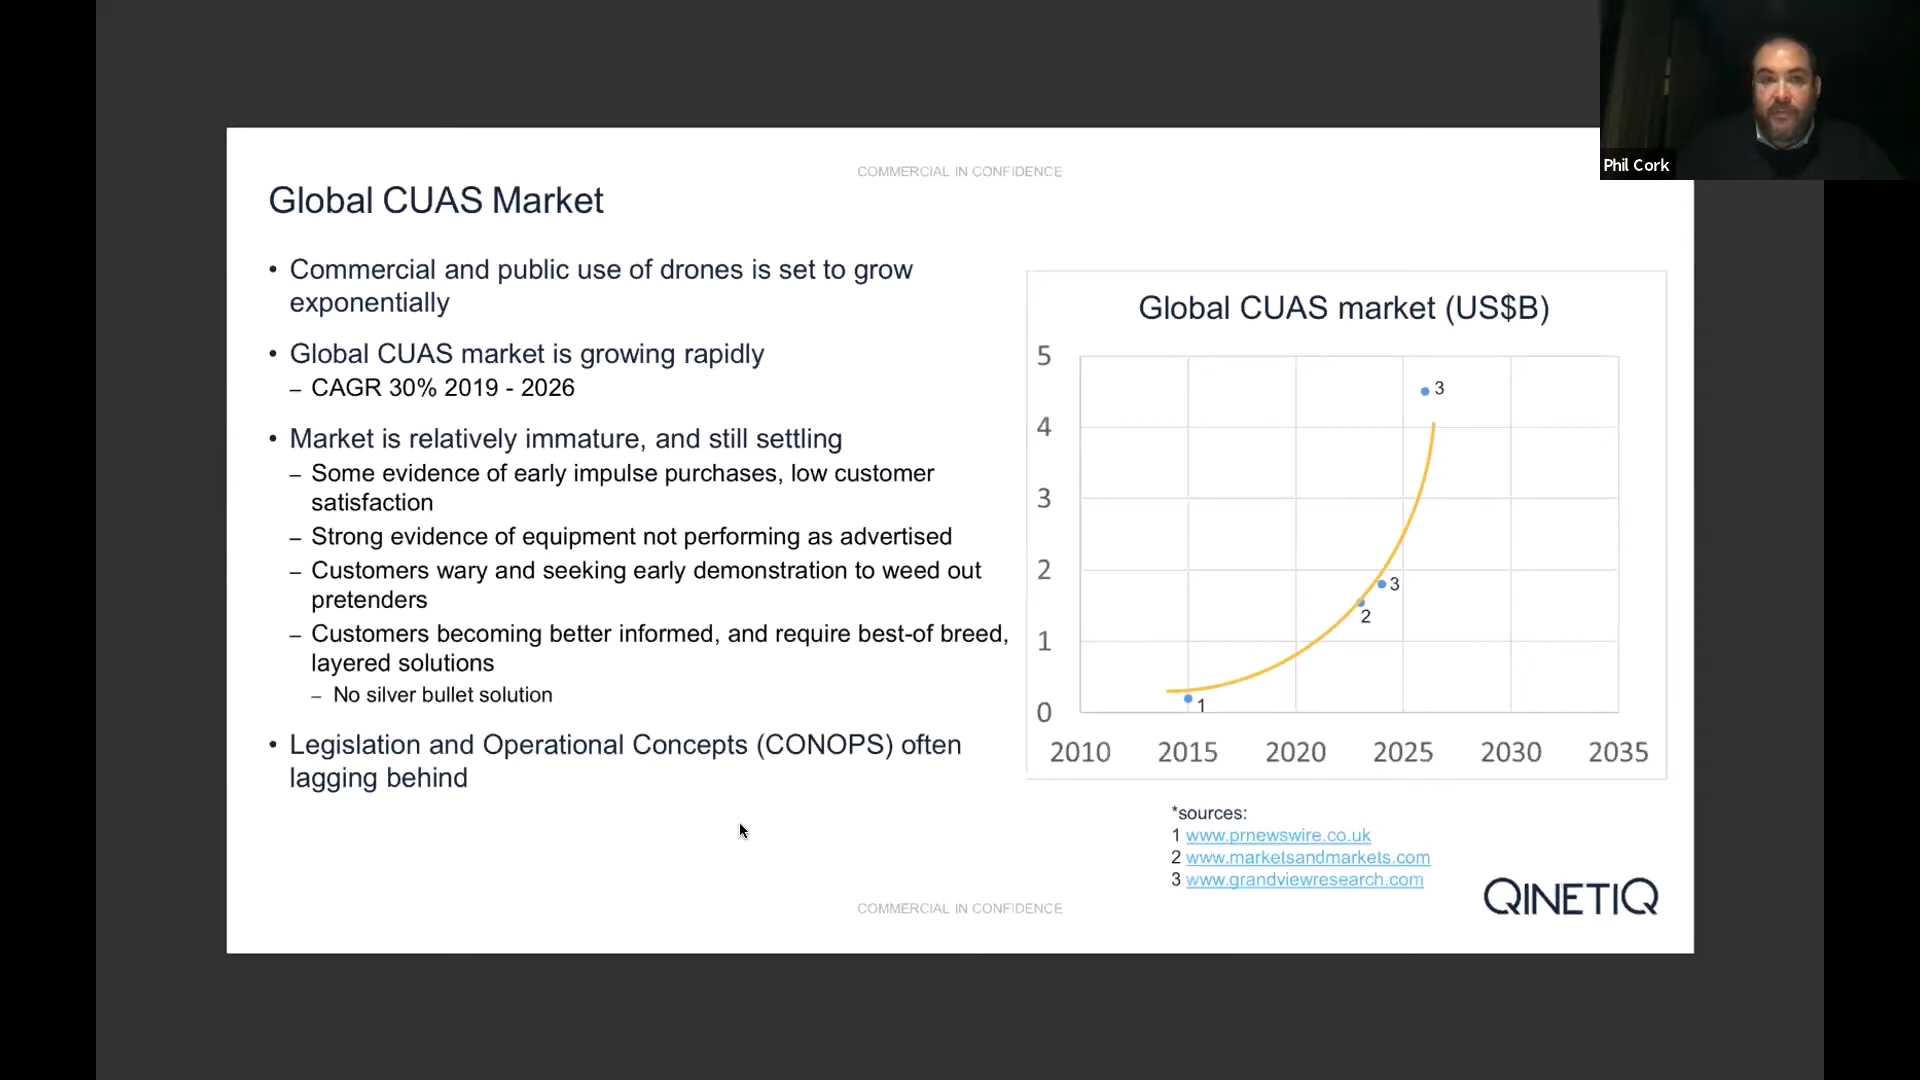 Phil Cork
COMMERCIAL IN CONFIDENCE
Global CUAS Market
• Commercial and public use of drones is set to grow
exponentially
• Global CUAS market is growing rapidly
– CAGR 30% 2019 - 2026
• Market is relatively immature, and still settling
– Some evidence of early impulse purchases, low customer
satisfaction
– Strong evidence of equipment not performing as advertised
– Customers wary and seeking early demonstration to weed out
pretenders
– Customers becoming better informed, and require best-of breed,
layered solutions
– No silver bullet solution
• Legislation and Operational Concepts (CONOPS) often
lagging behind
Global CUAS market (US$B)
5
3
4
3
2
3
2
1
1
0
2010 2015 2020 2025 2030 2035
*sources:
1 www.prnewswire.co.uk
2 www.marketsandmarkets.com
3 www.grandviewresearch.com
QINETIQ
COMMERCIAL IN CONFIDENCE